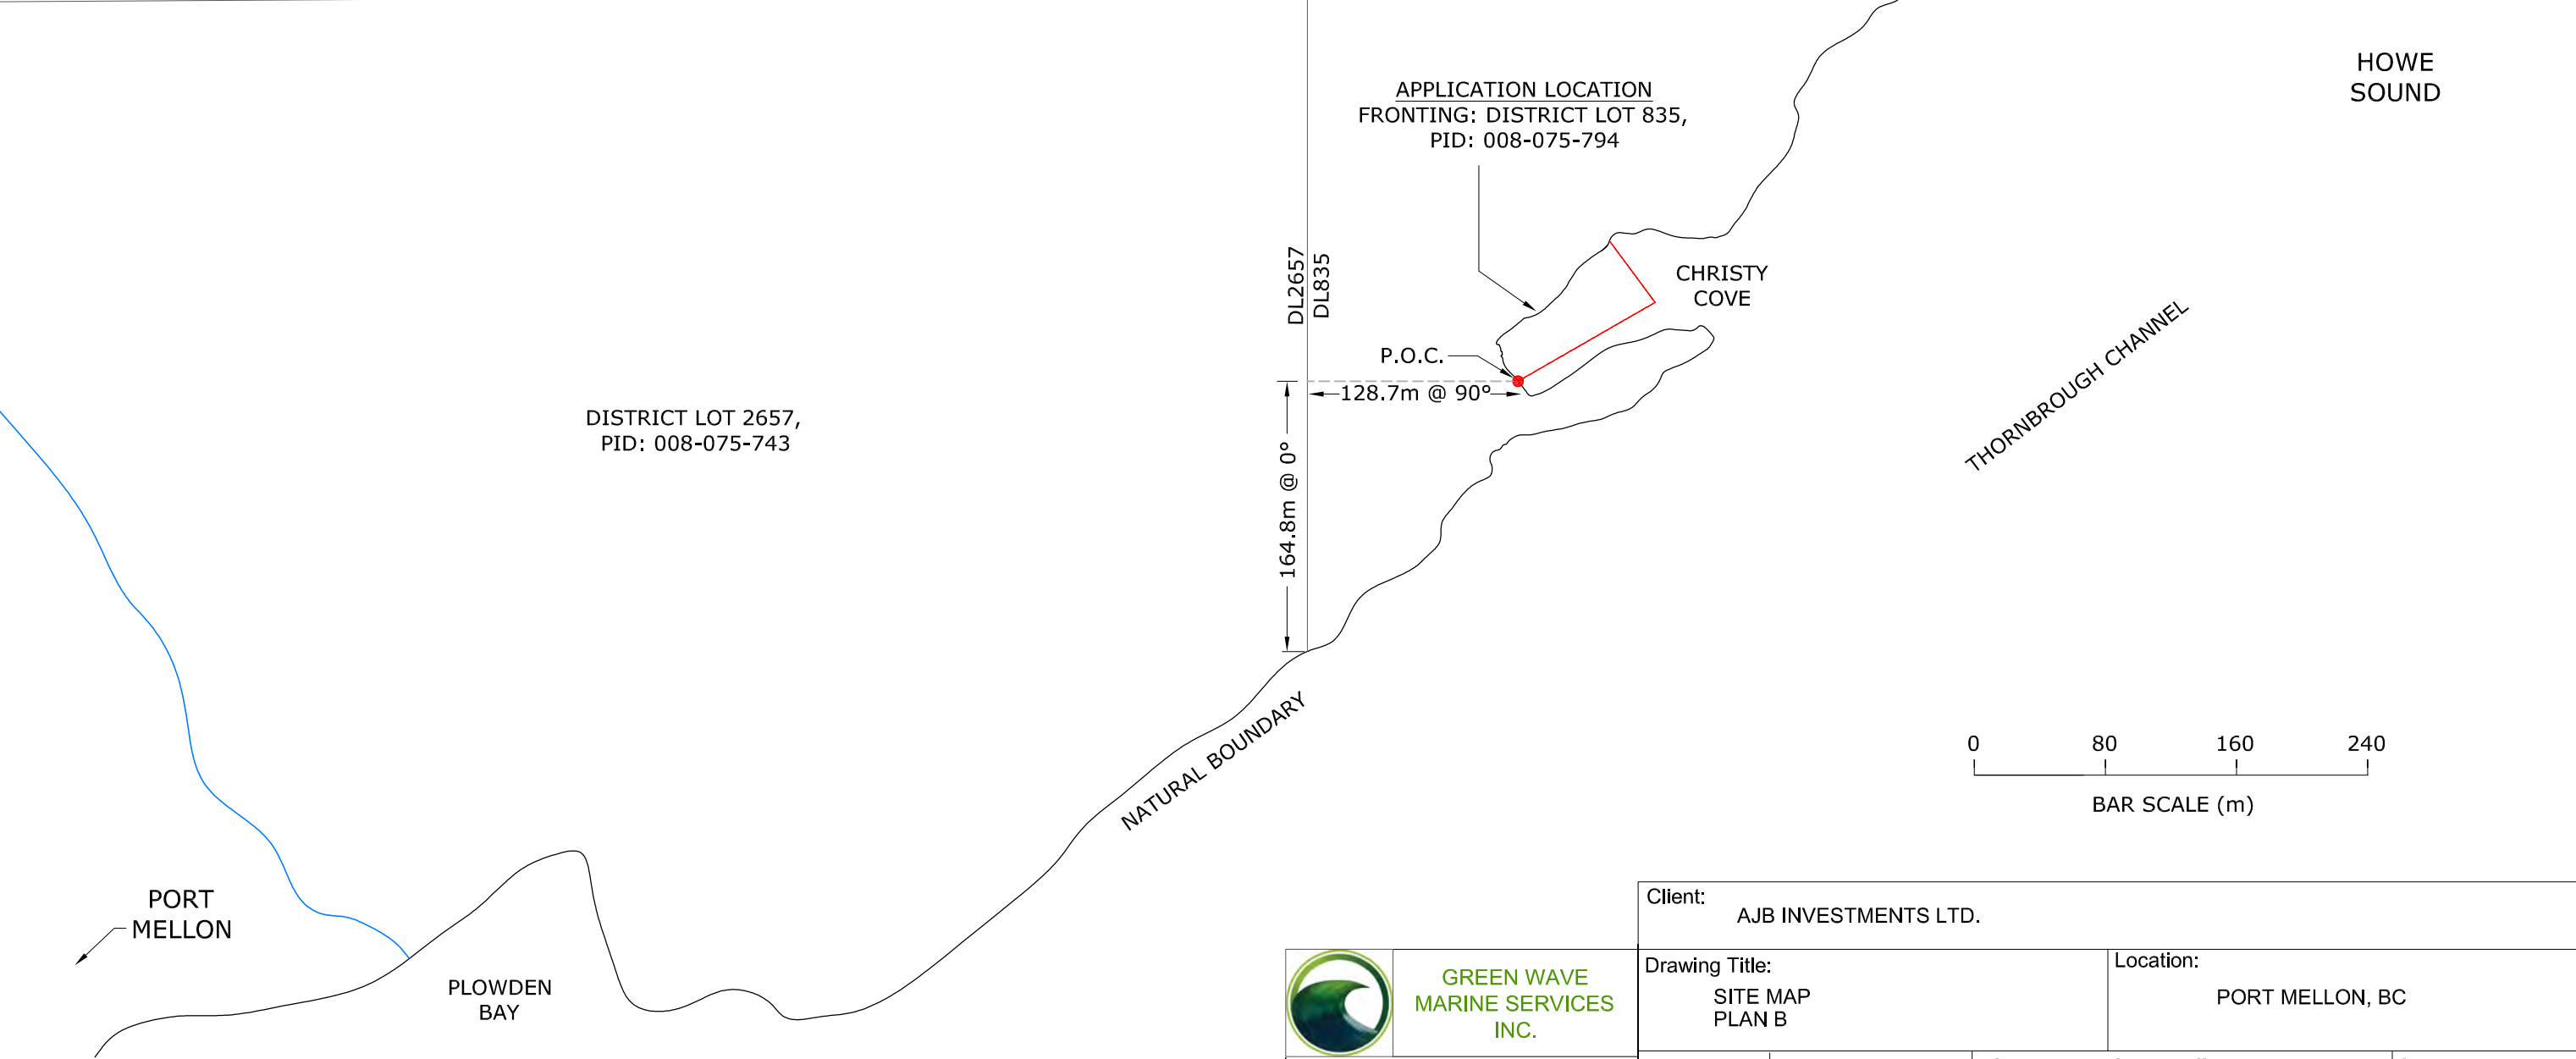 HOWE
SOUND
APPLICATION LOCATION
FRONTING: DISTRICT LOT 835,
PID: 008-075-794
DL2657
DL835
CHRISTY
COVE
THORNBROUGH CHANNEL
P.O.C.
128.7m @ 90°
164.8m @ 0°
DISTRICT LOT 2657,
PID: 008-075-743
NATURAL BOUNDARY
0 80 160 240
BAR SCALE (m)
PORT
MELLON
PLOWDEN
BAY
Client:
AJB INVESTMENTS LTD.
GREEN WAVE
MARINE SERVICES
INC.
Drawing Title:
SITE MAP
PLAN B
Location:
PORT MELLON, BC